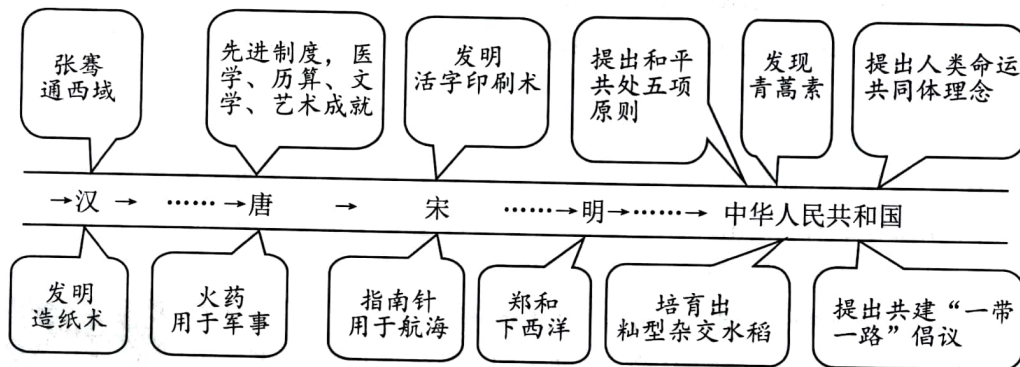 张骞
通西域
先进制度，医
学、历算、文
学、艺术成就
发明
活字印刷术
提出和平
共处五项
原则
发现
青蒿素
提出人类命运
共同体理念
→汉→ ……→唐 → 宋 ……→明→……→ 中华人民共和国
发明
造纸术
火药
用于军事
指南针
用于航海
郑和
下西洋
培育出
籼型杂交水稻
提出共建“一带
一路”倡议